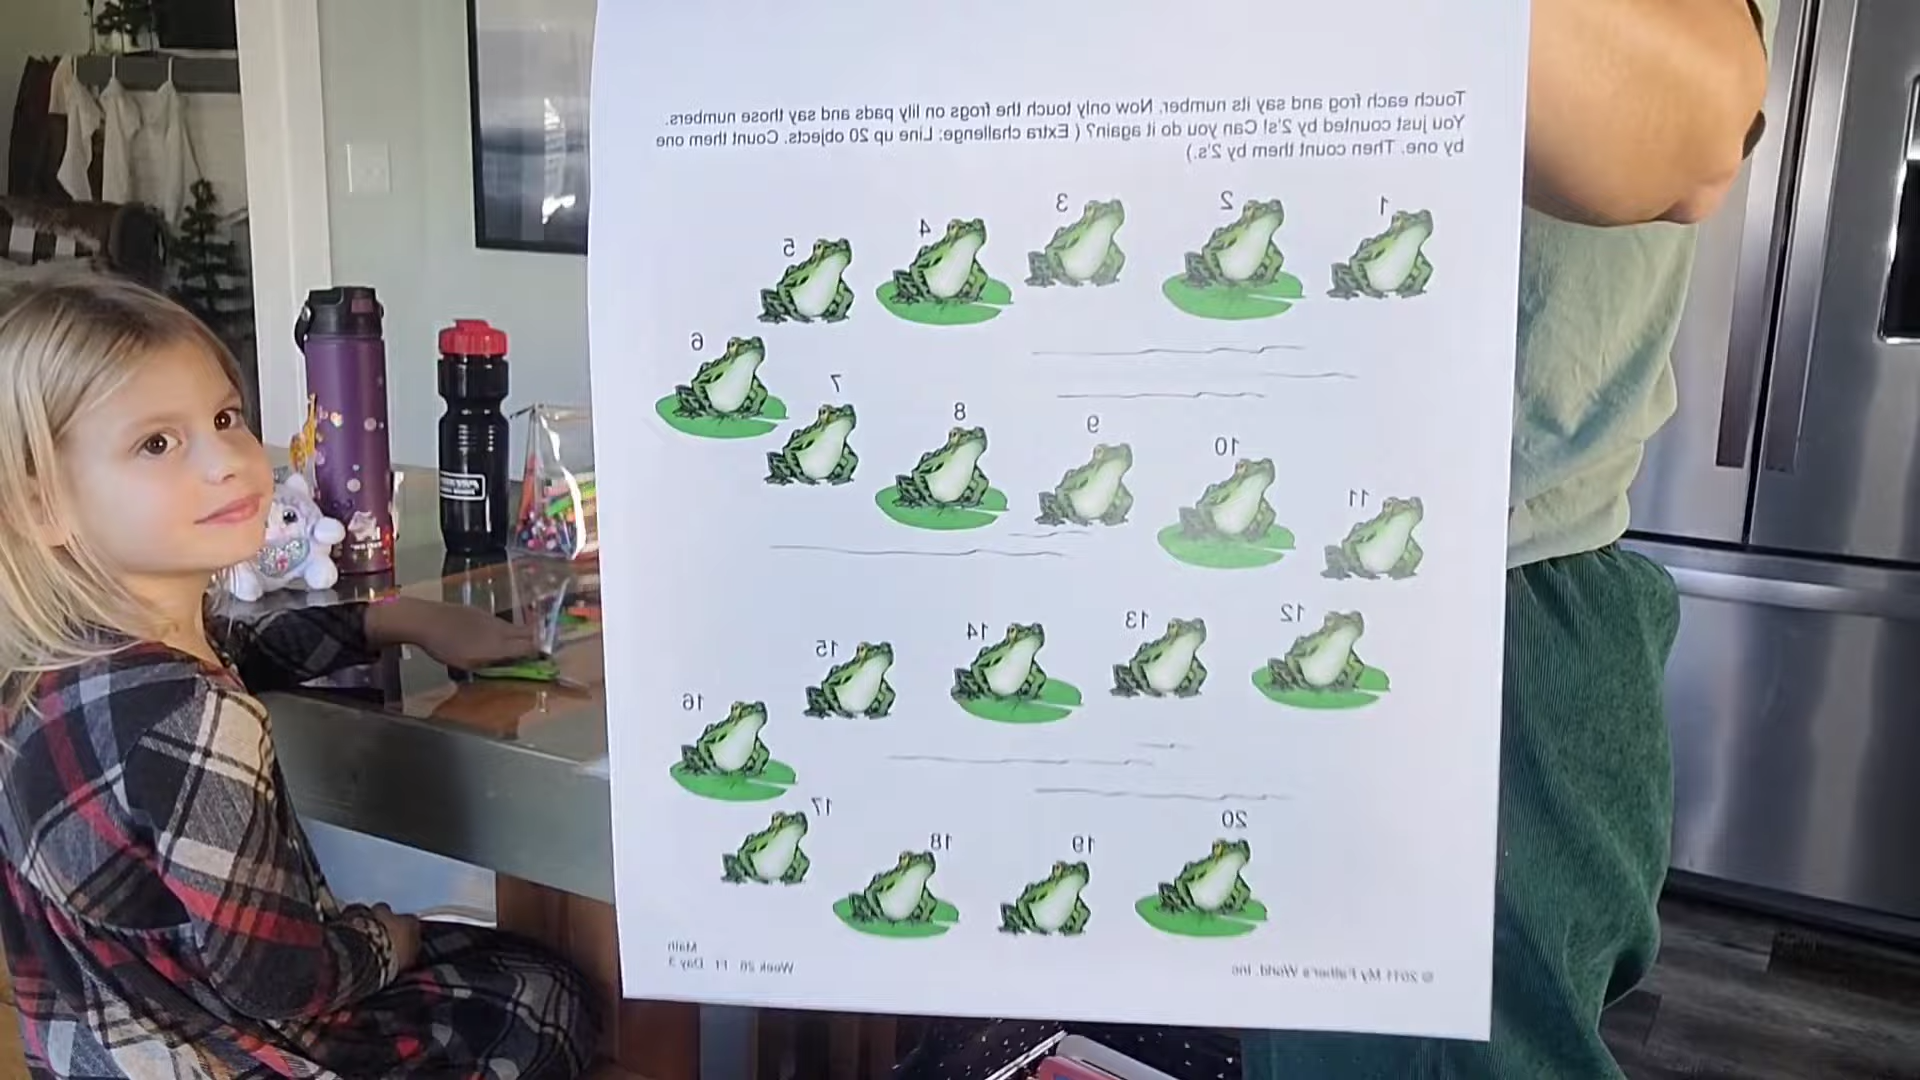 Touch each frog and say its number. Now only touch the frogs on lily pads and say those numbers.
You just counted by 2's! Can you do it again? ( Extra challenge: Line up 20 objects. Count them one
by one. Then count them by 2's.)
1 2 3 4 5
6
7 8 9 10 11
12 13 14 15 16
17 18 19 20
© 2011 My Father's World, Inc.
Math
Week 26 F1 Day 3